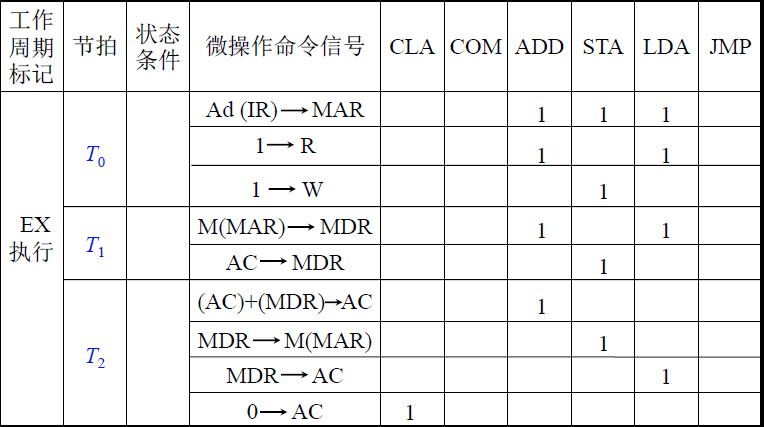 工作周期标记 节拍 状态条件 微操作命令信号 CLA COM ADD STA LDA JMP
EX 执行 T0 Ad (IR)→MAR 1 1 1
1→R 1 1
1→W 1
T1 M(MAR)→MDR 1 1
AC→MDR 1
T2 (AC)+(MDR)→AC 1
MDR→M(MAR) 1
MDR→AC 1
0→AC 1